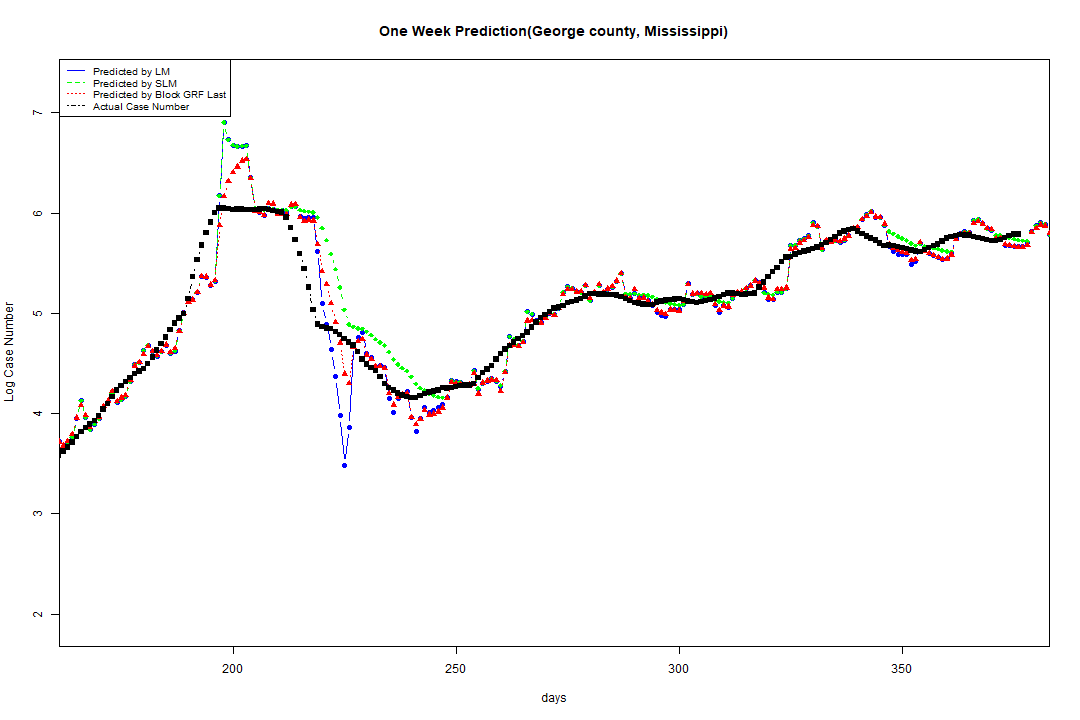 One Week Prediction(George county, Mississippi)
Predicted by LM
Predicted by SLM
Predicted by Block GRF Last
Actual Case Number
7
6
5
4
3
2
Log Case Number
200
250
300
350
days